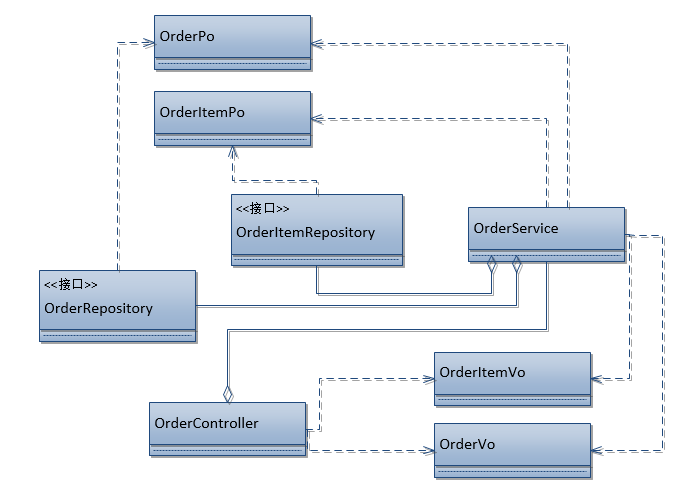 OrderPo
OrderItemPo
<<接口>>
OrderItemRepository
OrderService
<<接口>>
OrderRepository
OrderItemVo
OrderController
OrderVo